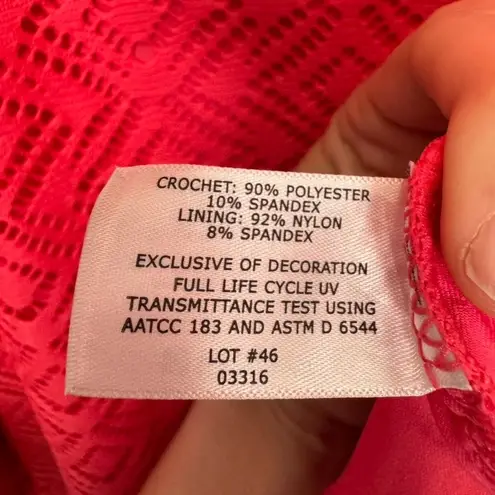 CROCHET: 90% POLYESTER
10% SPANDEX
LINING: 92% NYLON
8% SPANDEX
EXCLUSIVE OF DECORATION
FULL LIFE CYCLE UV
TRANSMITTANCE TEST USING
AATCC 183 AND ASTM D 6544
LOT #46
03316